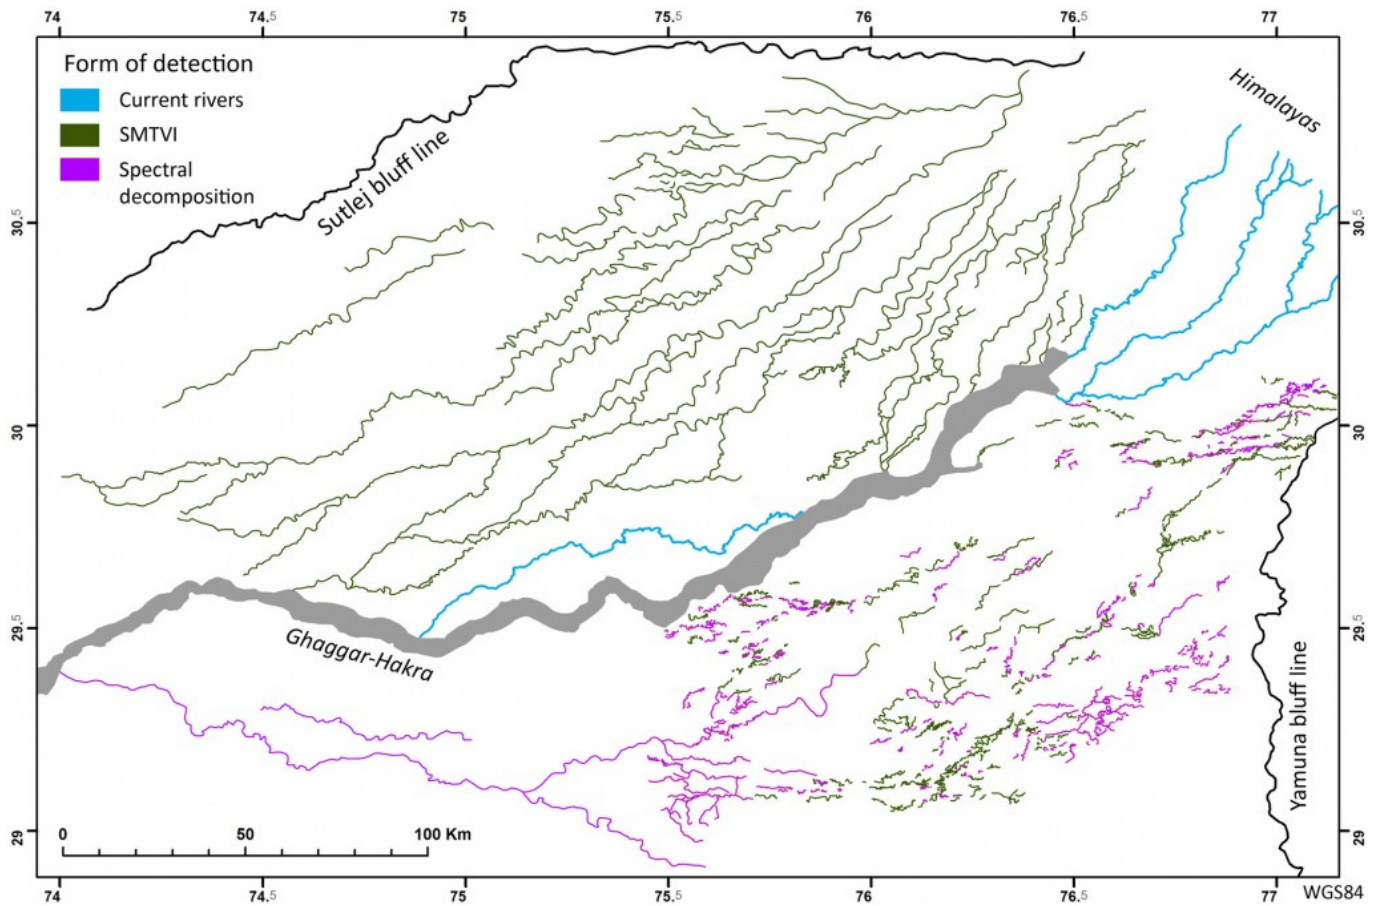 74 74.5 75 75.5 76 76.5 77
Form of detection
Current rivers
SMTVI
Spectral
decomposition
Himalayas
Sutlej bluff line
30.5 30.5
30 30
29.5 29.5
Ghaggar-Hakra
Yamuna bluff line
29 29
0 50 100 Km
74 74.5 75 75.5 76 76.5 77
WGS84